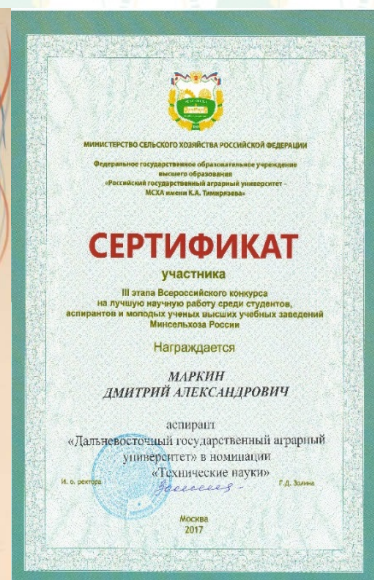 МИНИСТЕРСТВО СЕЛЬСКОГО ХОЗЯЙСТВА РОССИЙСКОЙ ФЕДЕРАЦИИ
Федеральное государственное образовательное учреждение
высшего образования
«Российский государственный аграрный университет -
МСХА имени К.А. Тимирязева»
СЕРТИФИКАТ
участника
III этапа Всероссийского конкурса
на лучшую научную работу среди студентов,
аспирантов и молодых ученых высших учебных заведений
Минсельхоза России
Награждается
МАРКИН
ДМИТРИЙ АЛЕКСАНДРОВИЧ
аспирант
«Дальневосточный государственный аграрный
университет» в номинации
«Технические науки»
И. о. ректора
Г.Д. Золина
Москва
2017